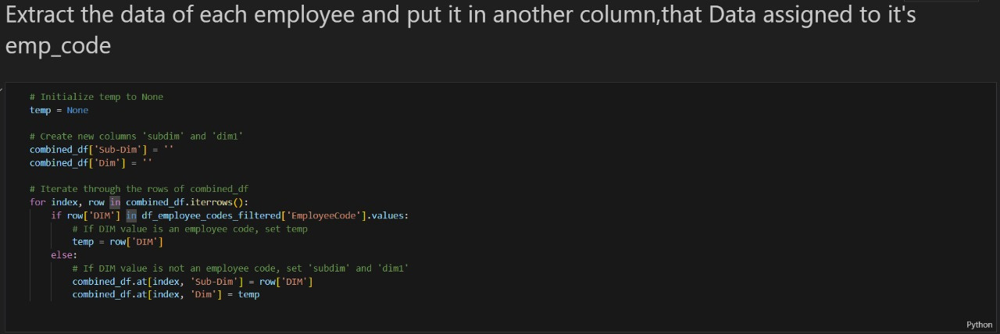 Extract the data of each employee and put it in another column,that Data assigned to it's
emp_code
# Initialize temp to None
temp = None
# Create new columns 'subdim' and 'dim1'
combined_df['Sub-Dim'] = ''
combined_df['Dim'] = ''
# Iterate through the rows of combined_df
for index, row in combined_df.iterrows():
    if row['DIM'] in df_employee_codes_filtered['EmployeeCode'].values:
        # If DIM value is an employee code, set temp
        temp = row['DIM']
    else:
        # If DIM value is not an employee code, set 'subdim' and 'dim1'
        combined_df.at[index, 'Sub-Dim'] = row['DIM']
        combined_df.at[index, 'Dim'] = temp
Python